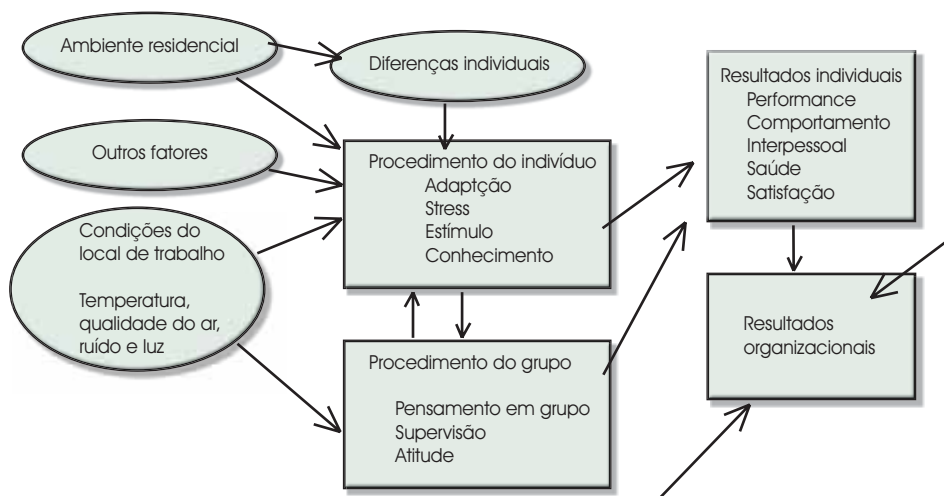 Ambiente residencial
Diferenças individuais
Outros fatores
Condições do
local de trabalho
Temperatura,
qualidade do ar,
ruído e luz
Procedimento do indivíduo
Adaptção
Stress
Estímulo
Conhecimento
Procedimento do grupo
Pensamento em grupo
Supervisão
Atitude
Resultados individuais
Performance
Comportamento
Interpessoal
Saúde
Satisfação
Resultados
organizacionais